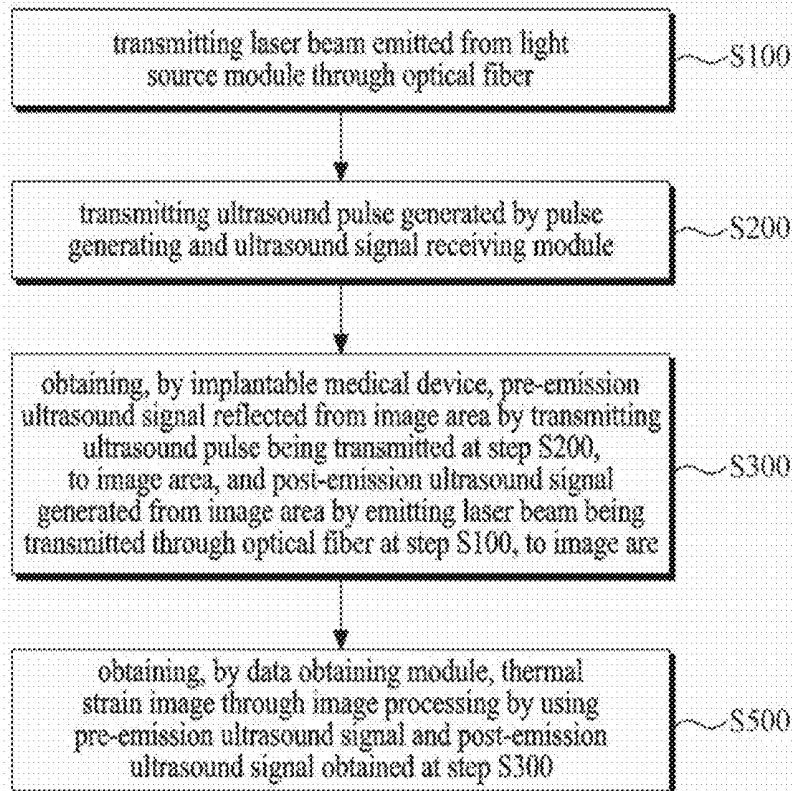 transmitting laser beam emitted from light
source module through optical fiber
S100
transmitting ultrasound pulse generated by pulse
generating and ultrasound signal receiving module
S200
obtaining, by implantable medical device, pre-emission
ultrasound signal reflected from image area by transmitting
ultrasound pulse being transmitted at step S200,
to image area, and post-emission ultrasound signal
generated from image area by emitting laser beam being
transmitted through optical fiber at step S100, to image are
S300
obtaining, by data obtaining module, thermal
strain image through image processing by using
pre-emission ultrasound signal and post-emission
ultrasound signal obtained at step S300
S500